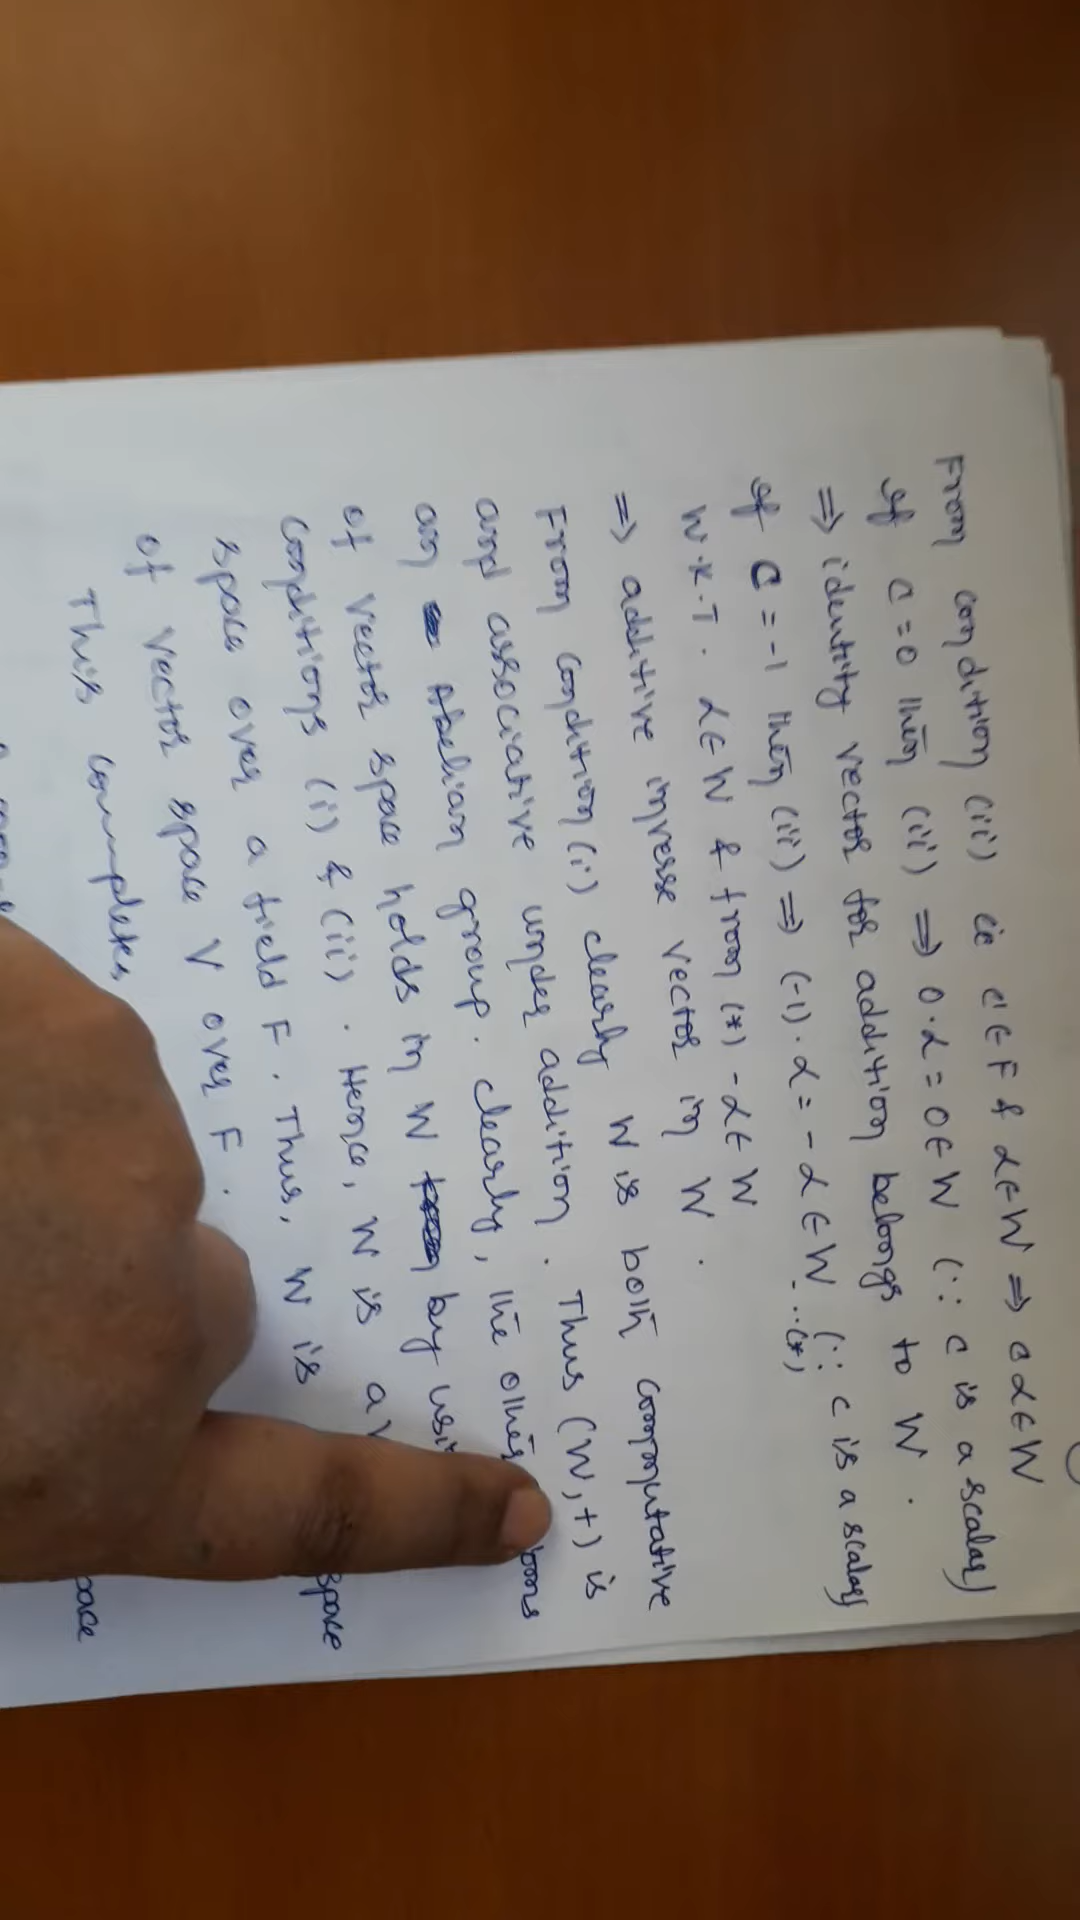 From condition (ii) ie c ∈ F & α ∈ W ⇒ c α ∈ W
If c = 0 then (ii) ⇒ 0·α = 0 ∈ W (∵ c is a scalar)
⇒ identity vector for addition belongs to W.
If c = -1 then (ii) ⇒ (-1)·α = -α ∈ W (∵ c is a scalar)
...(*)
W.K.T. α ∈ W & from (*) -α ∈ W
⇒ additive inverse vector in W.
From condition (i) clearly W is both commutative
and associative under addition. Thus (W,+) is
an Abelian group. clearly, the other
of vector space holds in W by
conditions (i) & (ii). Hence, W is a space
space over a field F. Thus, W is
of vector space V over F.
This completes